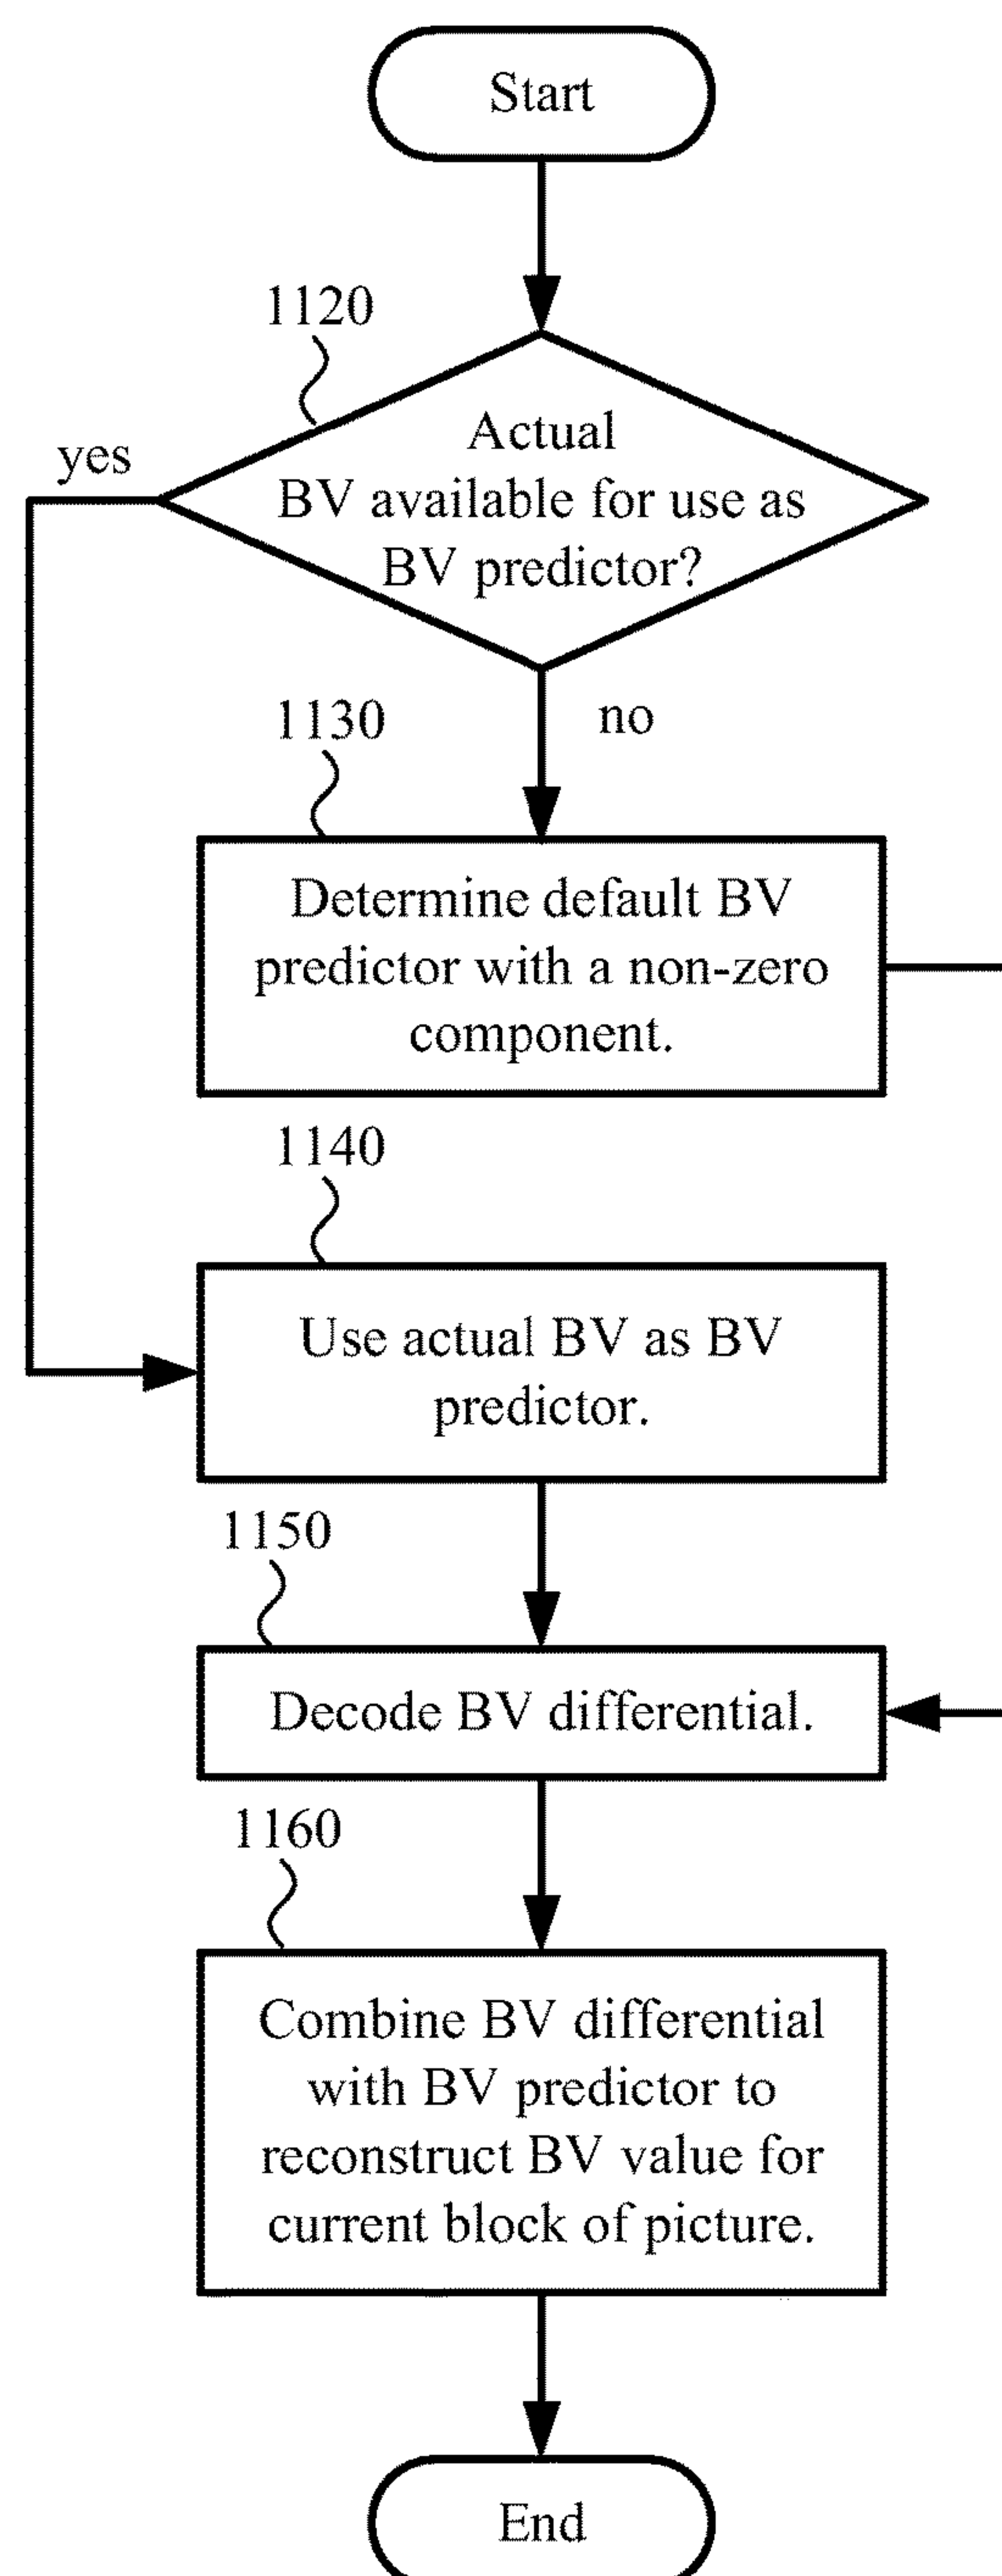 Start
1120
yes
Actual
BV available for use as
BV predictor?
1130
no
Determine default BV
predictor with a non-zero
component.
1140
Use actual BV as BV
predictor.
1150
Decode BV differential.
1160
Combine BV differential
with BV predictor to
reconstruct BV value for
current block of picture.
End